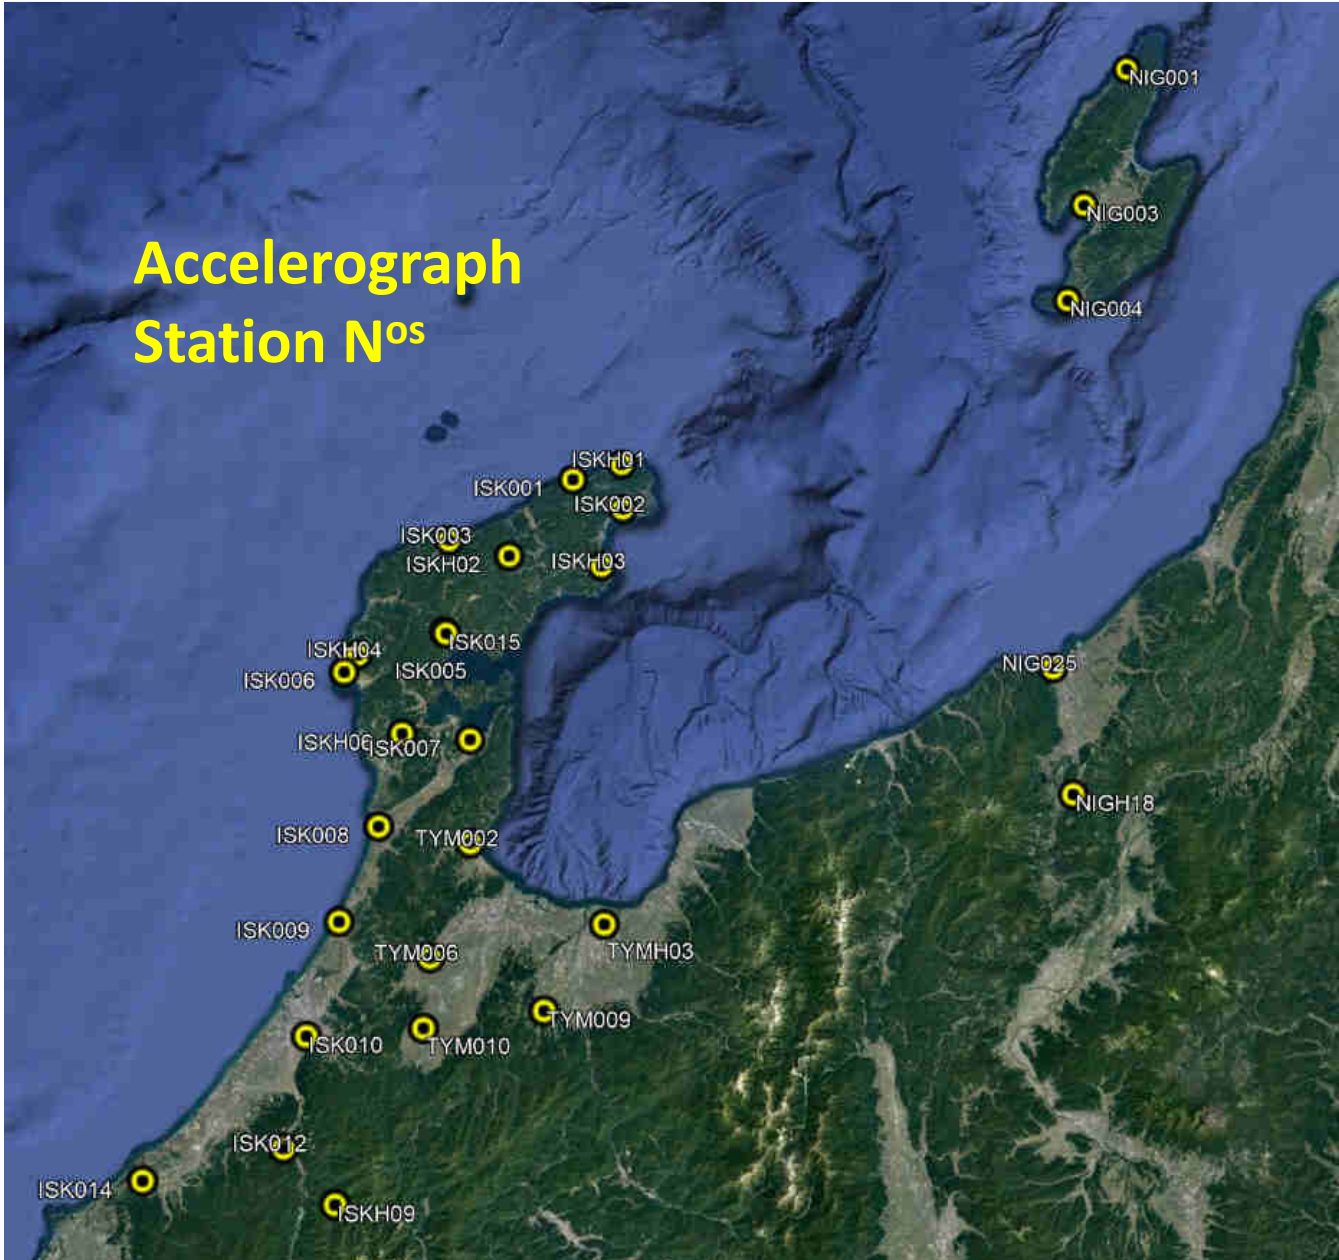 NIG001
NIG003
Accelerograph
Station Nos
NIG004
ISKH01
ISK001
ISK002
ISK003
ISKH02
ISKH03
ISK015
ISKH04
ISK005
ISK006
NIG025
ISKH06
ISK007
NIGH18
ISK008
TYM002
ISK009
TYM006
TYMH03
TYM009
ISK010
TYM010
ISK012
ISK014
ISKH09